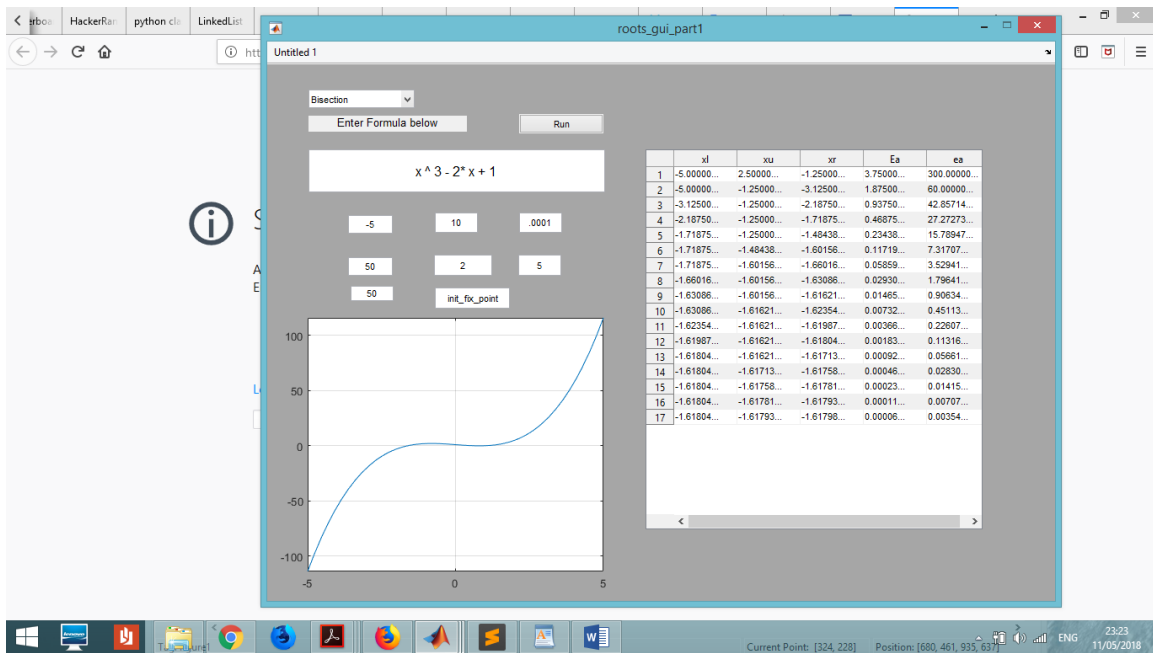 erboa HackerRan python cla LinkedList
roots_gui_part1
Untitled 1
htt
Bisection
Enter Formula below Run
x ^ 3 - 2* x + 1
-5 10 .0001
50 2 5
50 init_fix_point
xl xu xr Ea ea
1 -5.00000... 2.50000... -1.25000... 3.75000... 300.00000...
2 -5.00000... -1.25000... -3.12500... 1.87500... 60.00000...
3 -3.12500... -1.25000... -2.18750... 0.93750... 42.85714...
4 -2.18750... -1.25000... -1.71875... 0.46875... 27.27273...
5 -1.71875... -1.25000... -1.48438... 0.23438... 15.78947...
6 -1.71875... -1.48438... -1.60156... 0.11719... 7.31707...
7 -1.71875... -1.60156... -1.66016... 0.05859... 3.52941...
8 -1.66016... -1.60156... -1.63086... 0.02930... 1.79641...
9 -1.63086... -1.60156... -1.61621... 0.01465... 0.90634...
10 -1.63086... -1.61621... -1.62354... 0.00732... 0.45113...
11 -1.62354... -1.61621... -1.61987... 0.00366... 0.22607...
12 -1.61987... -1.61621... -1.61804... 0.00183... 0.11316...
13 -1.61804... -1.61621... -1.61713... 0.00092... 0.05661...
14 -1.61804... -1.61713... -1.61758... 0.00046... 0.02830...
15 -1.61804... -1.61758... -1.61781... 0.00023... 0.01415...
16 -1.61804... -1.61781... -1.61793... 0.00011... 0.00707...
17 -1.61804... -1.61793... -1.61798... 0.00006... 0.00354...
100
50
0
-50
-100
-5 0 5
Current Point: [324, 228] Position: [680, 461, 935, 637]
ENG
23:23
11/05/2018